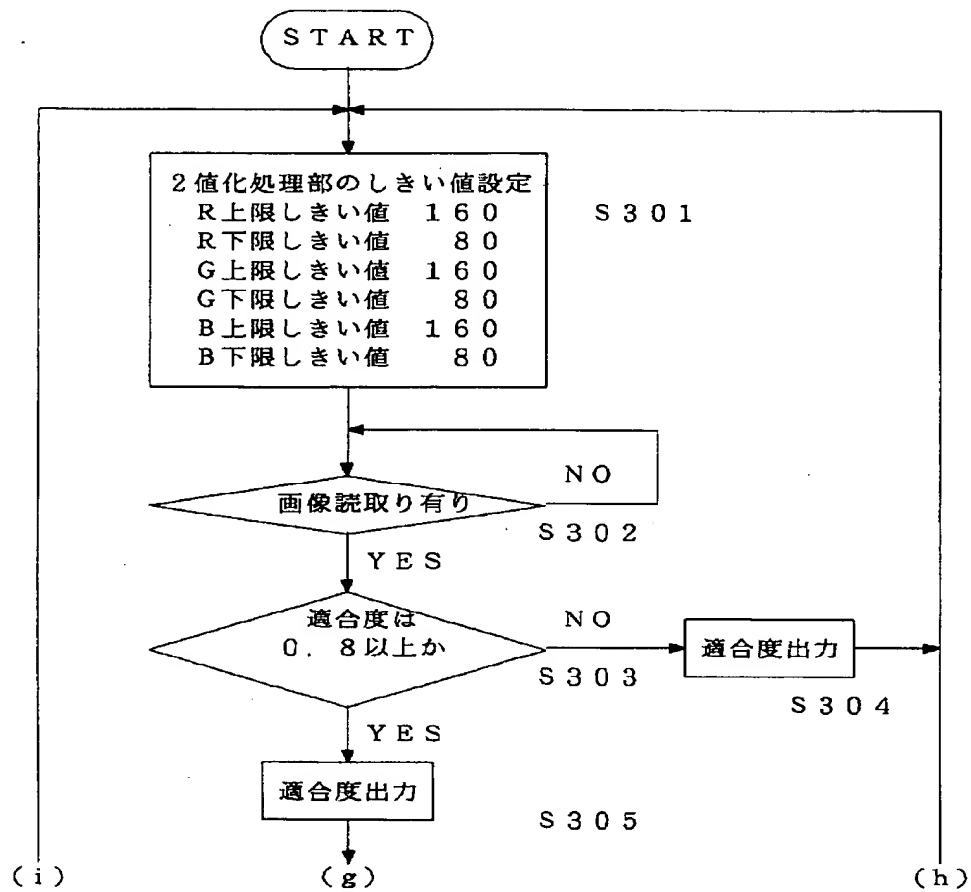 START
2値化処理部のしきい値設定
R上限しきい値 160
R下限しきい値 80
G上限しきい値 160
G下限しきい値 80
B上限しきい値 160
B下限しきい値 80
S301
NO
画像読取り有り
S302
YES
適合度は
0.8以上か
NO
S303
適合度出力
S304
YES
適合度出力
S305
(i)
(g)
(h)